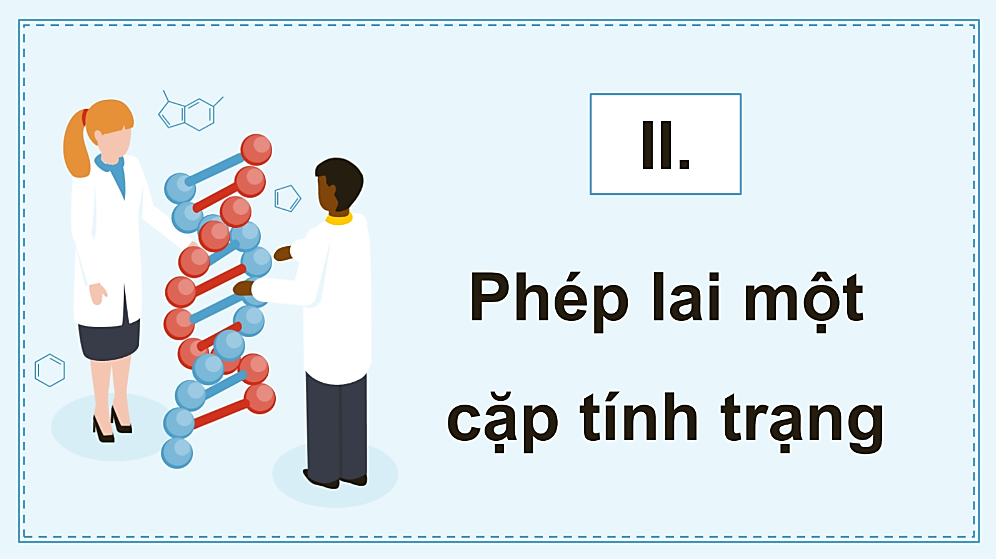 II.
Phép lai một
cặp tính trạng